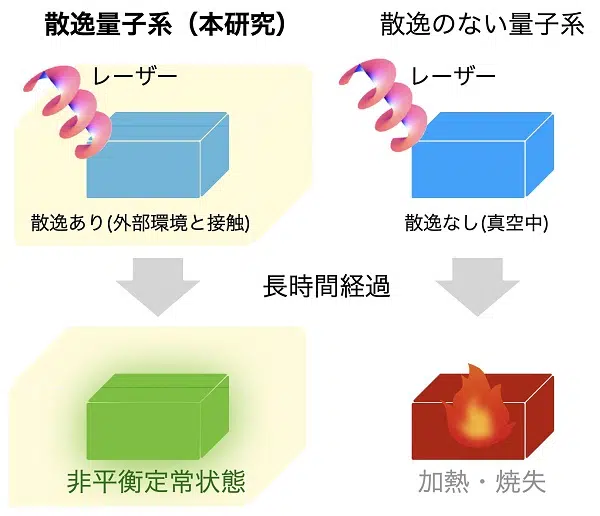 散逸量子系（本研究）
散逸のない量子系
レーザー
レーザー
散逸あり(外部環境と接触)
散逸なし(真空中)
長時間経過
非平衡定常状態
加熱・焼失